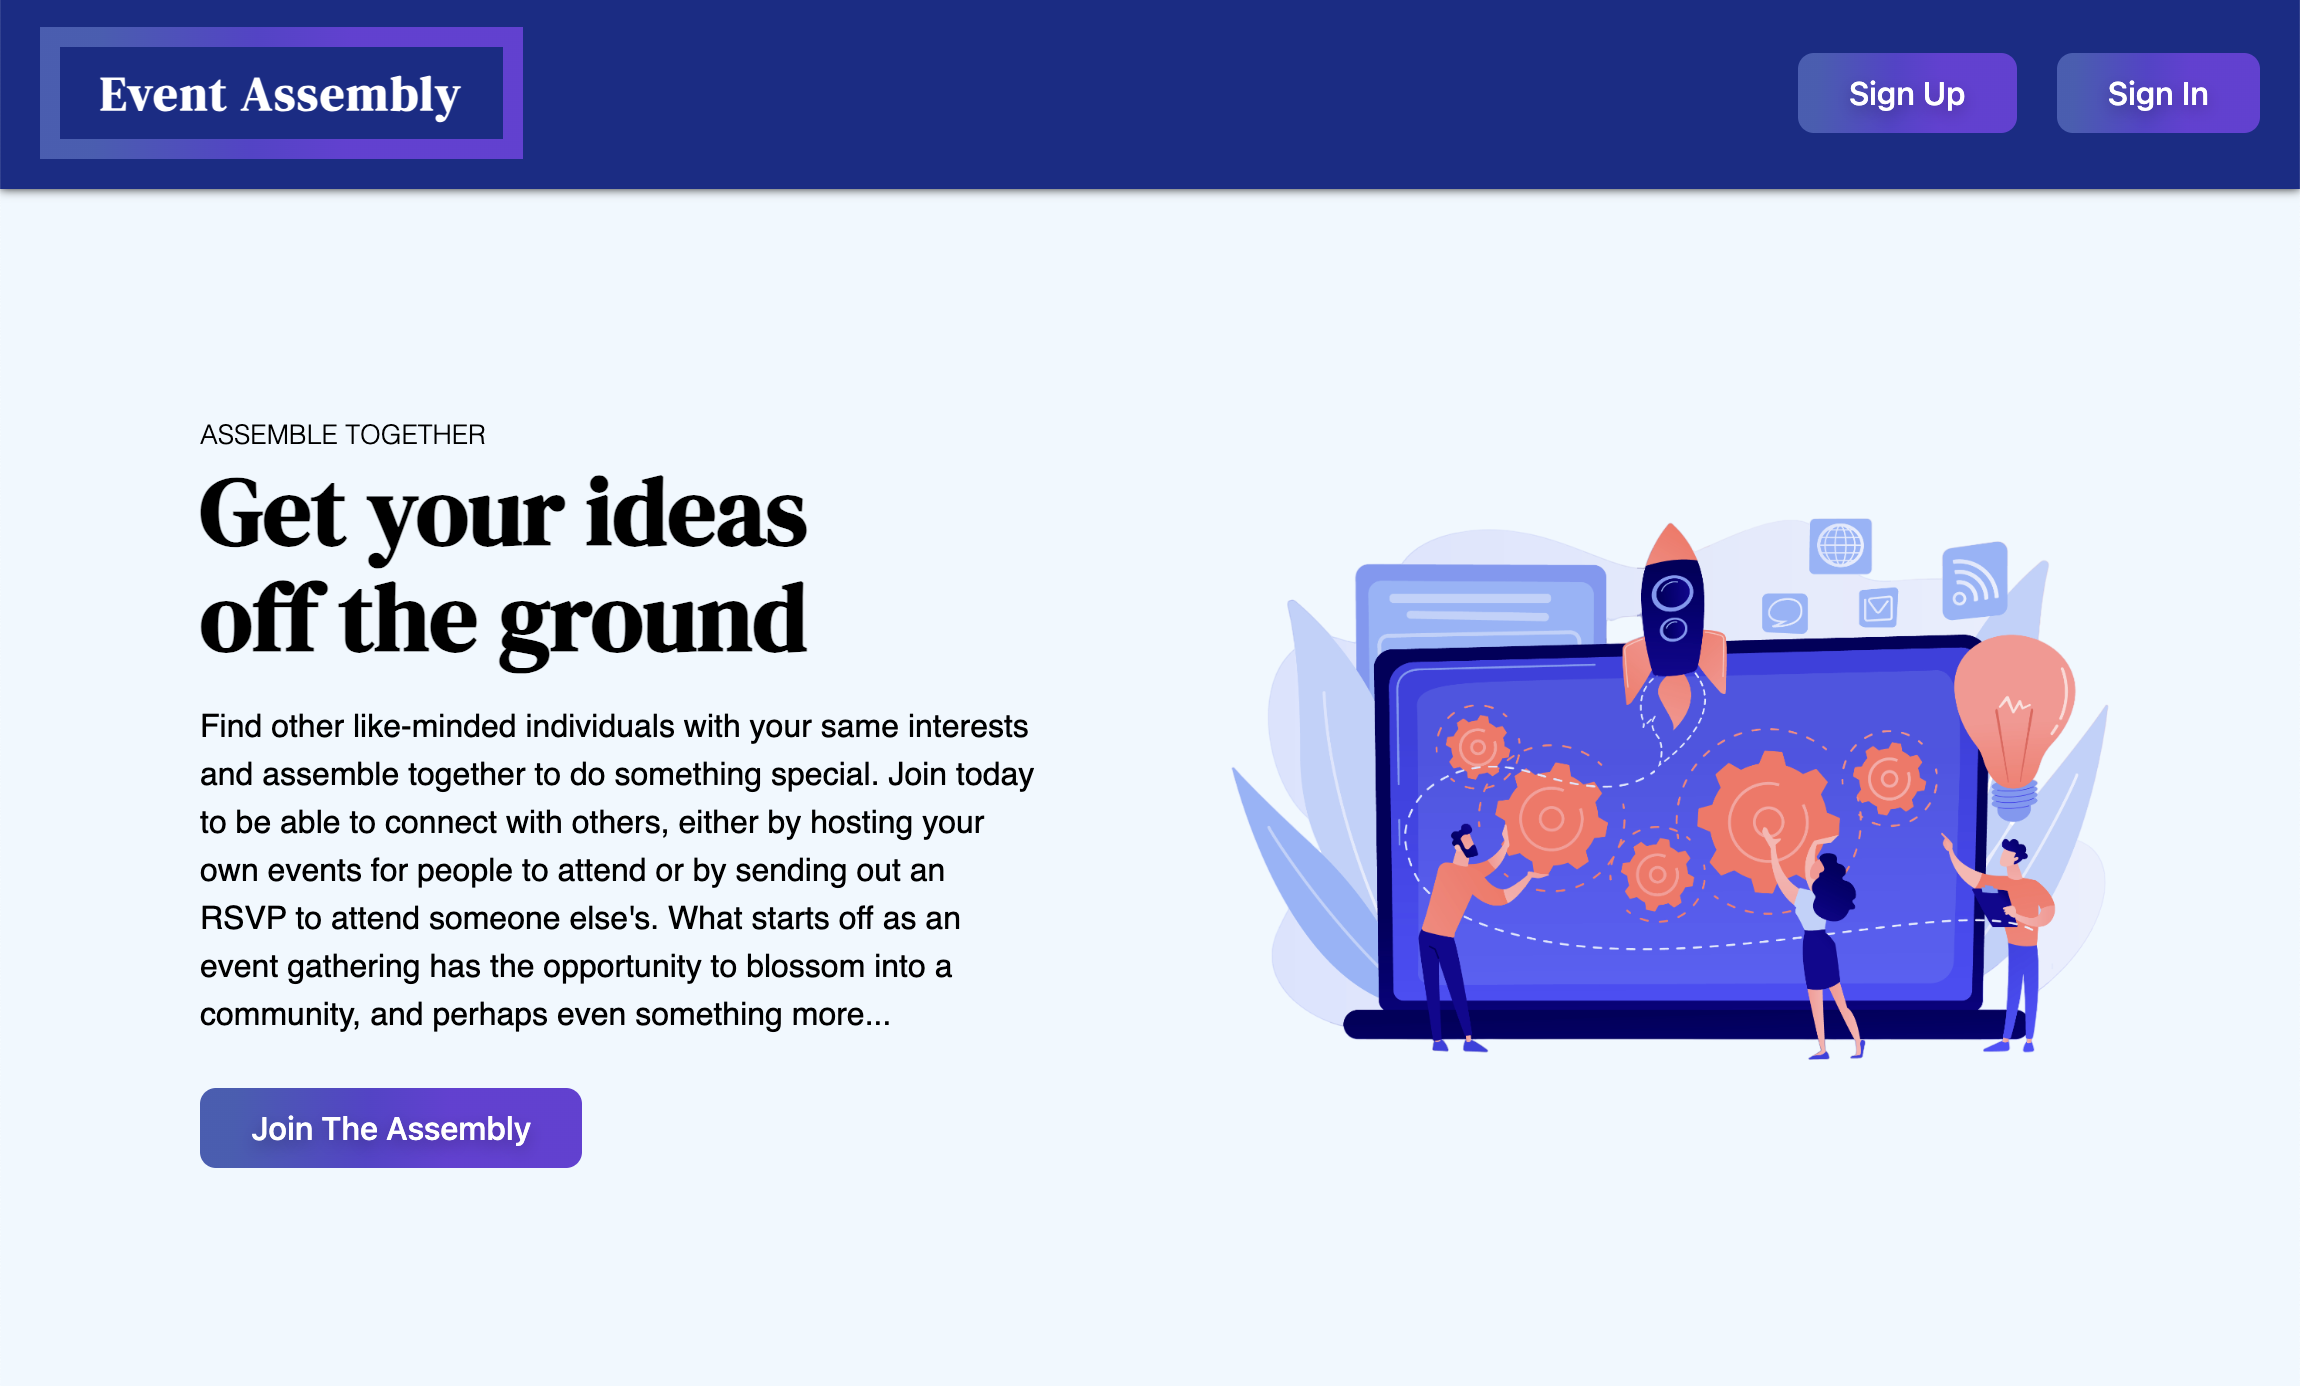 Event Assembly
Sign Up
Sign In
ASSEMBLE TOGETHER
Get your ideas
off the ground
Find other like-minded individuals with your same interests
and assemble together to do something special. Join today
to be able to connect with others, either by hosting your
own events for people to attend or by sending out an
RSVP to attend someone else's. What starts off as an
event gathering has the opportunity to blossom into a
community, and perhaps even something more...
Join The Assembly